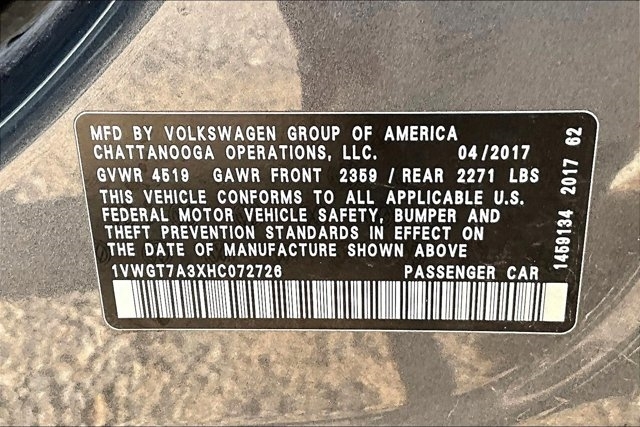 MFD BY VOLKSWAGEN GROUP OF AMERICA
CHATTANOOGA OPERATIONS, LLC. 04/2017
GVWR 4519 GAWR FRONT 2359 / REAR 2271 LBS
THIS VEHICLE CONFORMS TO ALL APPLICABLE U.S.
FEDERAL MOTOR VEHICLE SAFETY, BUMPER AND
THEFT PREVENTION STANDARDS IN EFFECT ON
THE DATE OF MANUFACTURE SHOWN ABOVE
1VWGT7A3XHC072726 PASSENGER CAR
1459134 2017 62